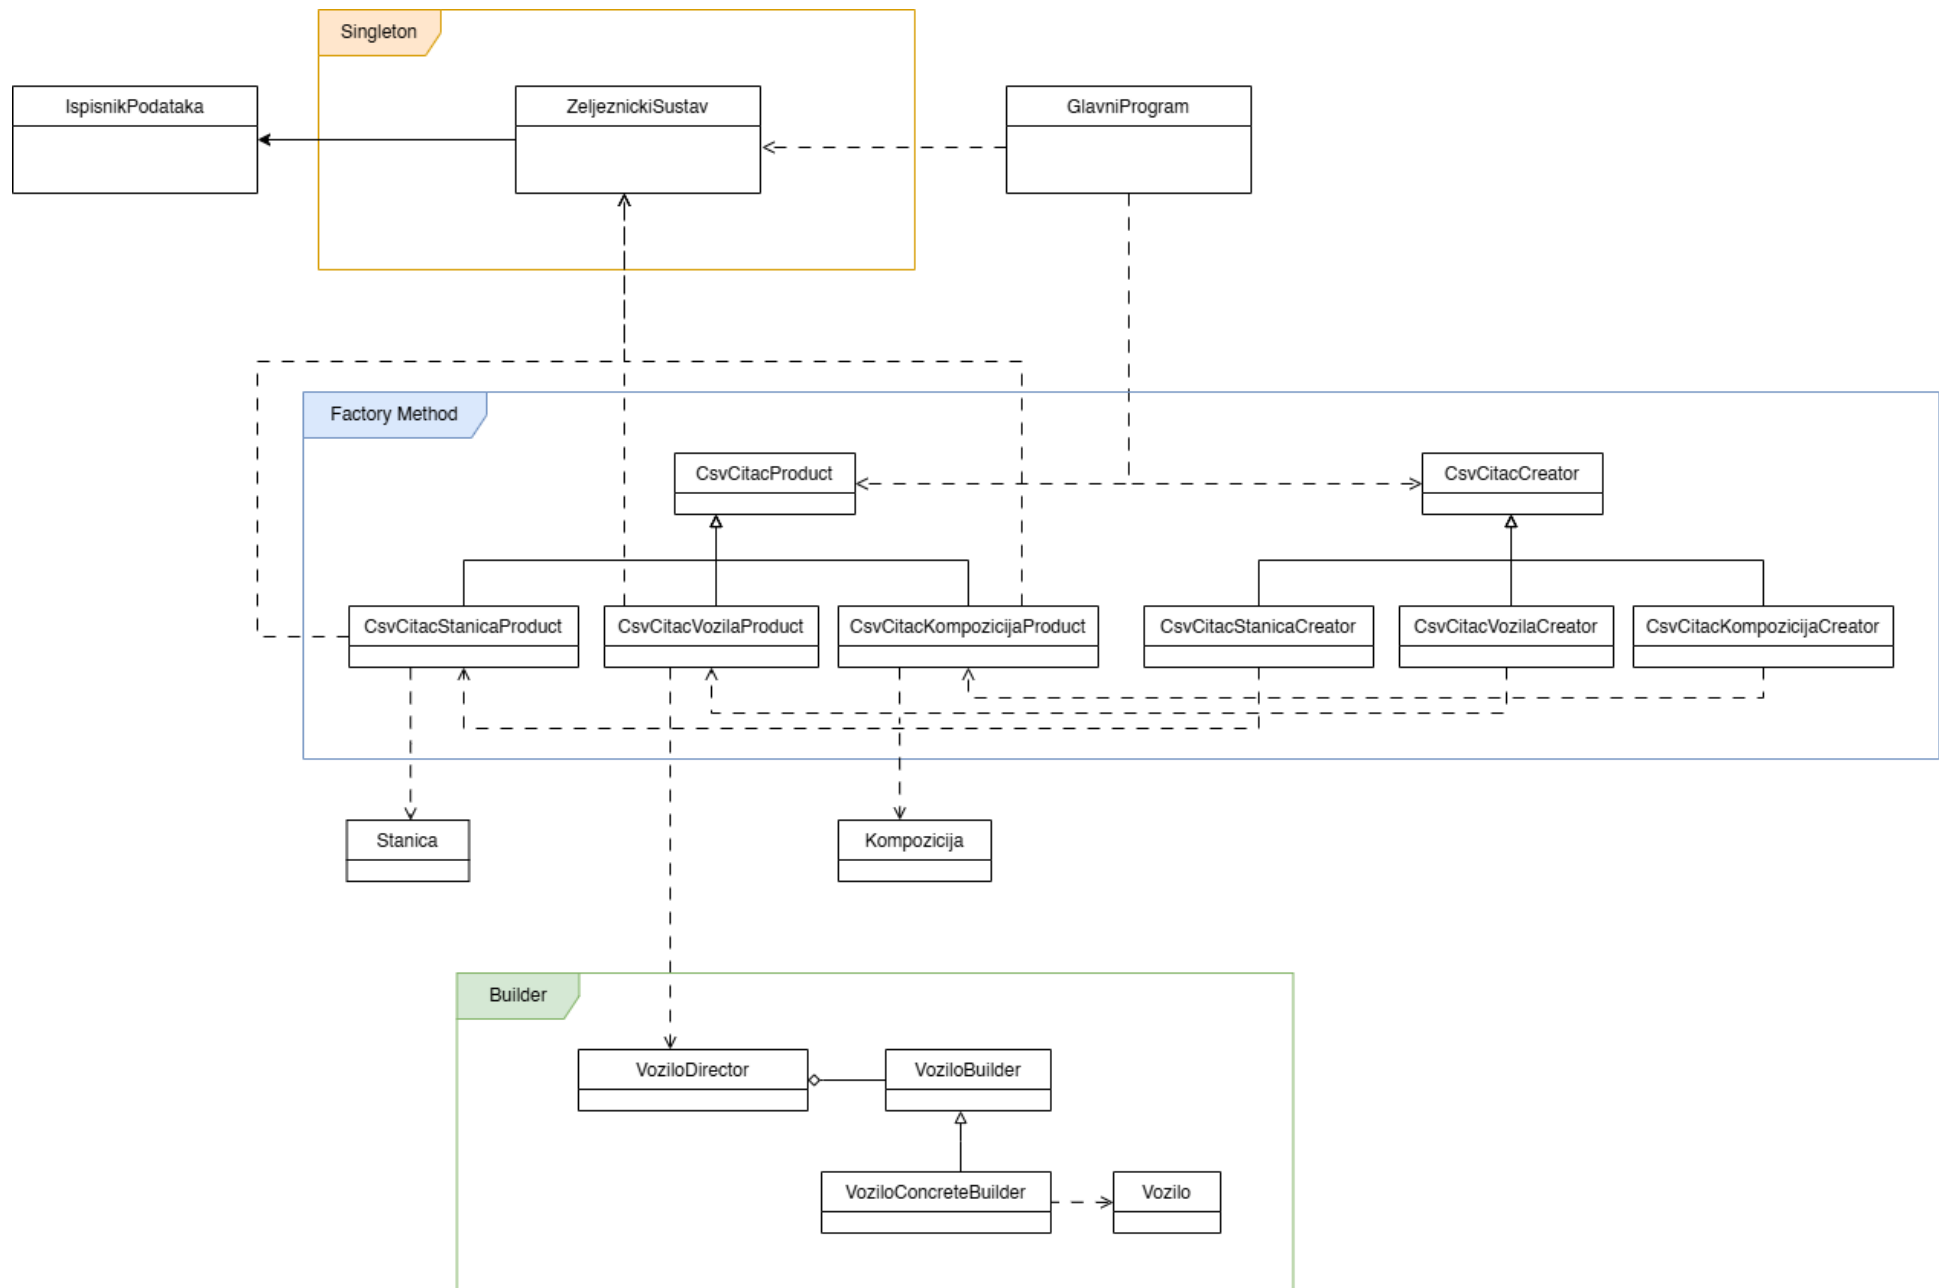 Singleton
IspisnikPodataka
ZeljeznickiSustav
GlavniProgram
Factory Method
CsvCitacProduct
CsvCitacCreator
CsvCitacStanicaProduct
CsvCitacVozilaProduct
CsvCitacKompozicijaProduct
CsvCitacStanicaCreator
CsvCitacVozilaCreator
CsvCitacKompozicijaCreator
Stanica
Kompozicija
Builder
VoziloDirector
VoziloBuilder
VoziloConcreteBuilder
Vozilo